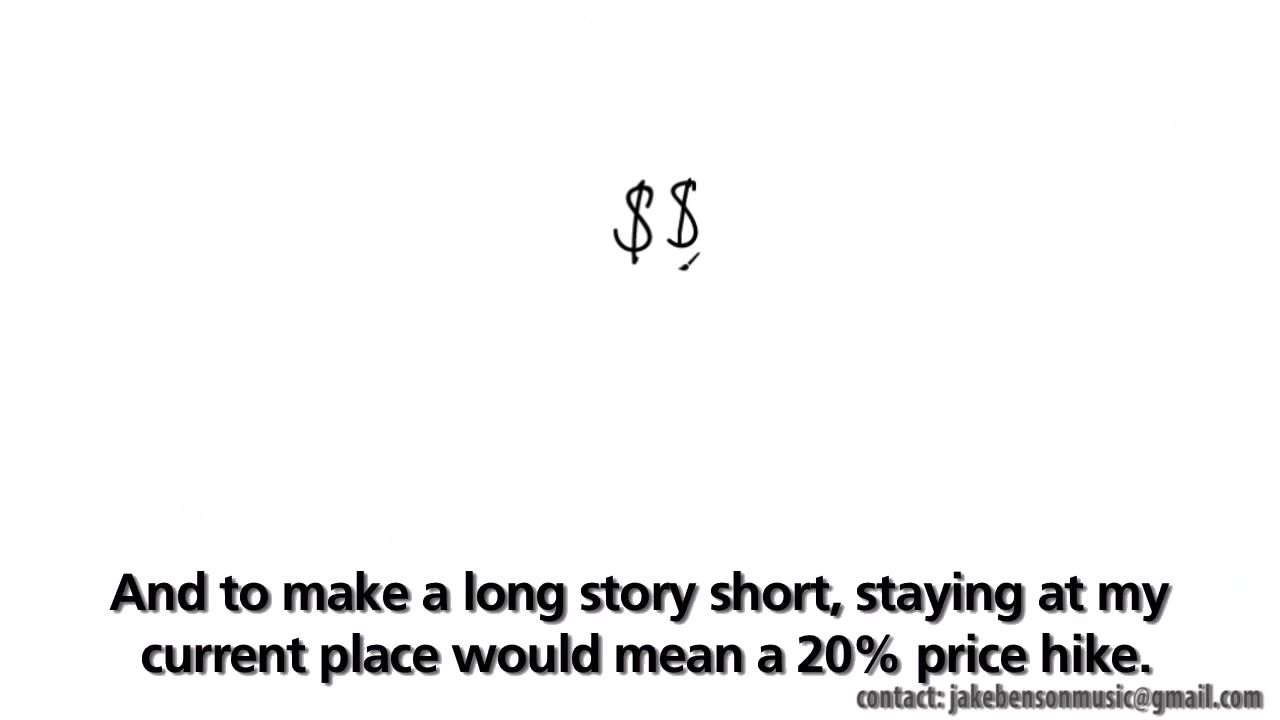 $$
And to make a long story short, staying at my
current place would mean a 20% price hike.
contact: jakebensonmusic@gmail.com